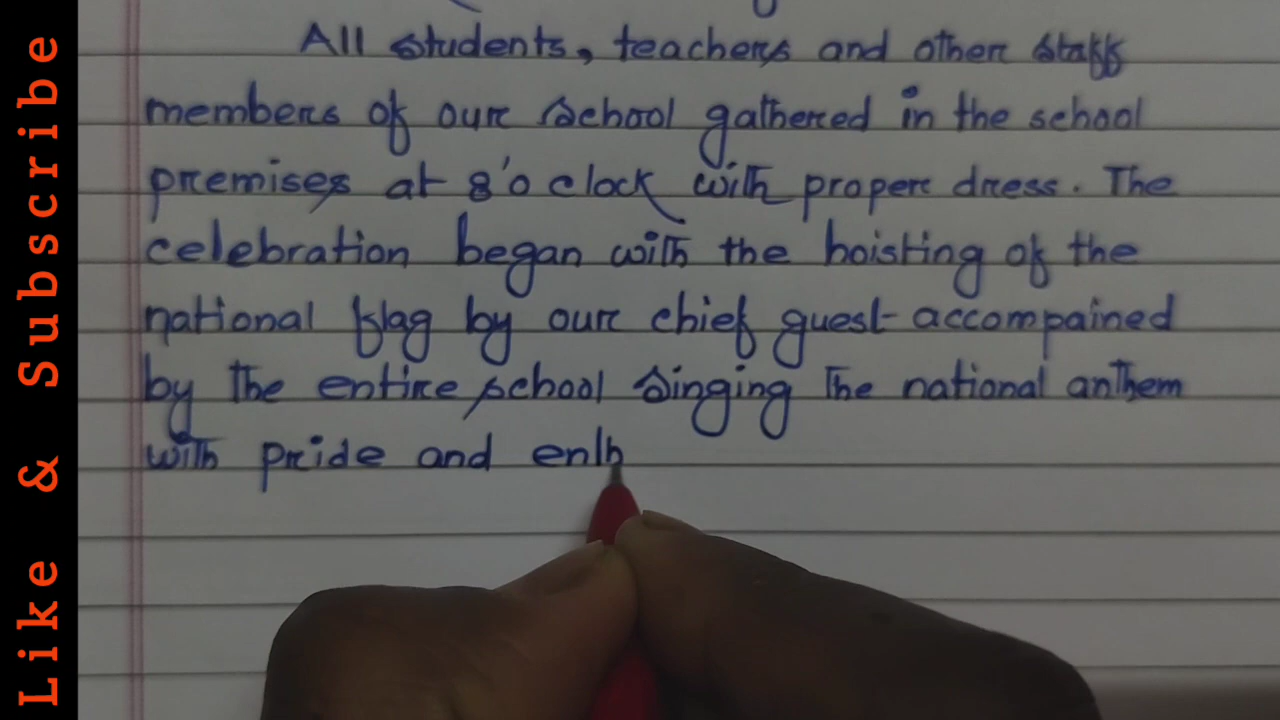 All students, teachers and other staff
members of our school gathered in the school
premises at 8'o clock with proper dress. The
celebration began with the hoisting of the
national flag by our chief guest accompained
by the entire school singing the national anthem
with pride and enth
Like & Subscribe